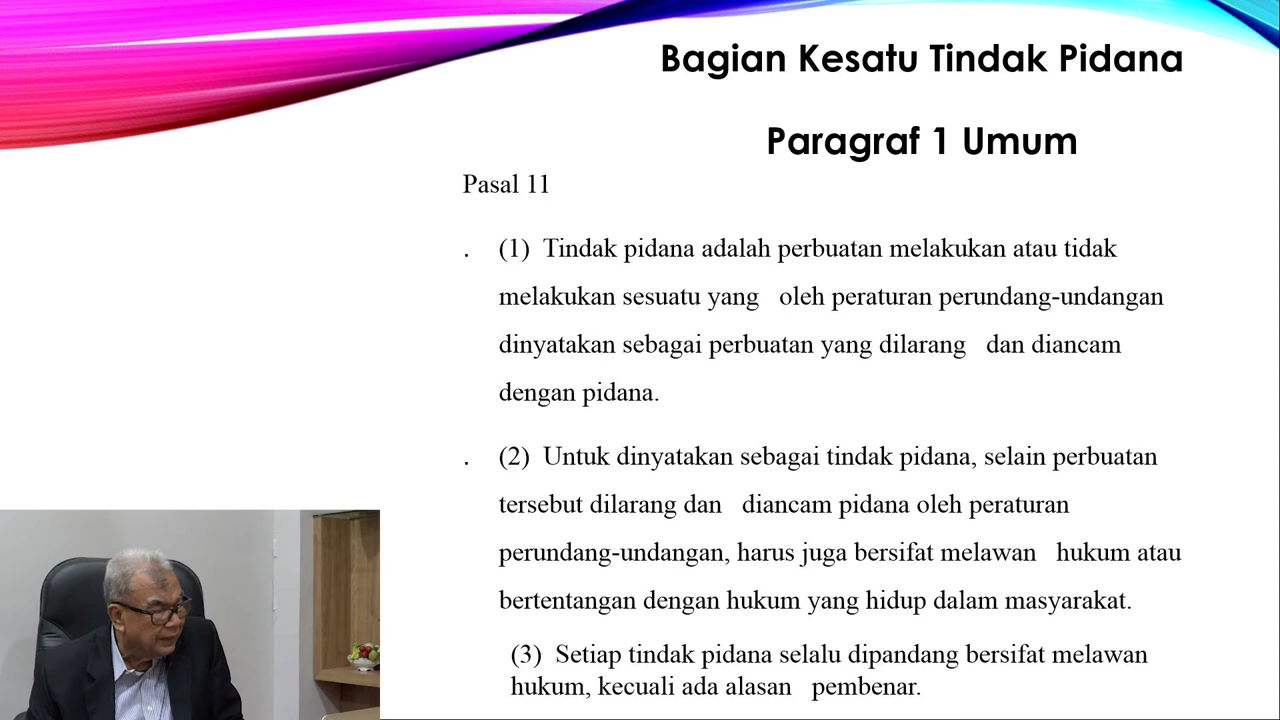 Bagian Kesatu Tindak Pidana
Paragraf 1 Umum
Pasal 11
. (1) Tindak pidana adalah perbuatan melakukan atau tidak
melakukan sesuatu yang oleh peraturan perundang-undangan
dinyatakan sebagai perbuatan yang dilarang dan diancam
dengan pidana.
. (2) Untuk dinyatakan sebagai tindak pidana, selain perbuatan
tersebut dilarang dan diancam pidana oleh peraturan
perundang-undangan, harus juga bersifat melawan hukum atau
bertentangan dengan hukum yang hidup dalam masyarakat.
(3) Setiap tindak pidana selalu dipandang bersifat melawan
hukum, kecuali ada alasan pembenar.